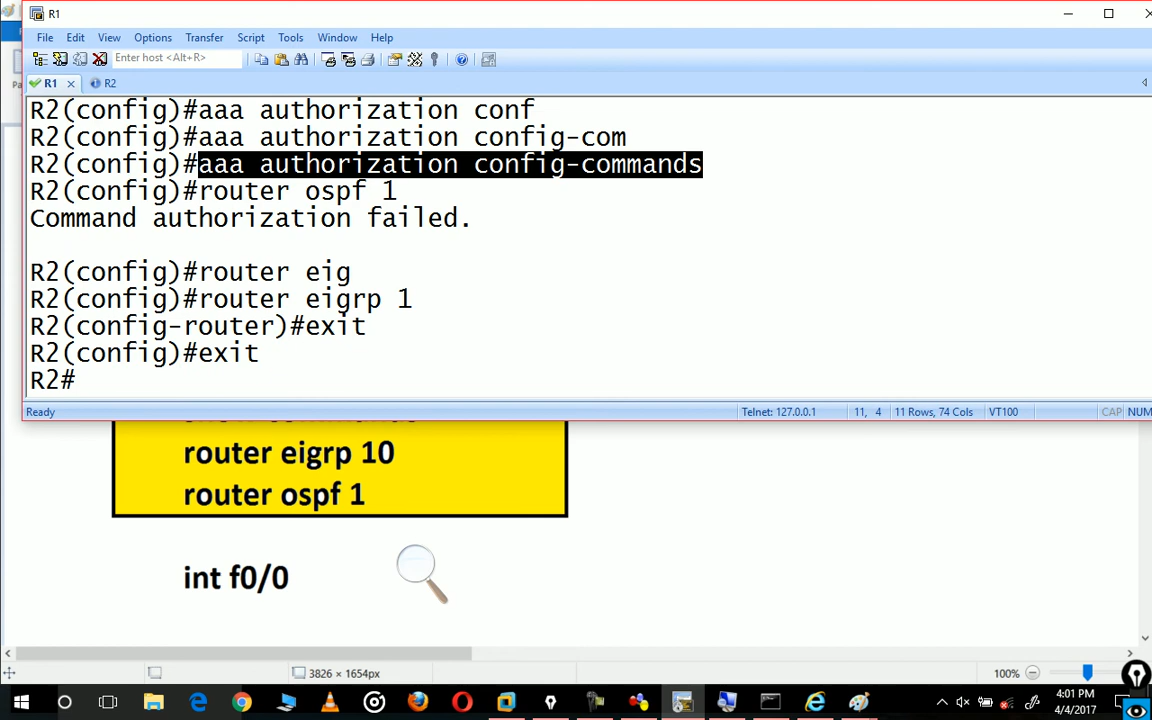 R1
File Edit View Options Transfer Script Tools Window Help
Enter host <Alt+R>
R1 R2
R2(config)#aaa authorization conf
R2(config)#aaa authorization config-com
R2(config)#aaa authorization config-commands
R2(config)#router ospf 1
Command authorization failed.
R2(config)#router eig
R2(config)#router eigrp 1
R2(config-router)#exit
R2(config)#exit
R2#
Ready Telnet: 127.0.0.1 11, 4 11 Rows, 74 Cols VT100 CAP NUM
router eigrp 10
router ospf 1
int f0/0
3826 × 1654px 100%
4:01 PM
4/4/2017